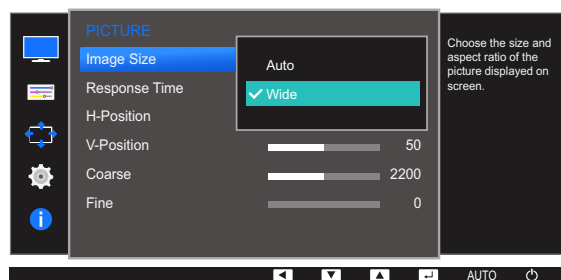 PICTURE
Image Size
Auto
Wide
Response Time
H-Position
V-Position 50
Coarse 2200
Fine 0
Choose the size and
aspect ratio of the
picture displayed on
screen.
AUTO